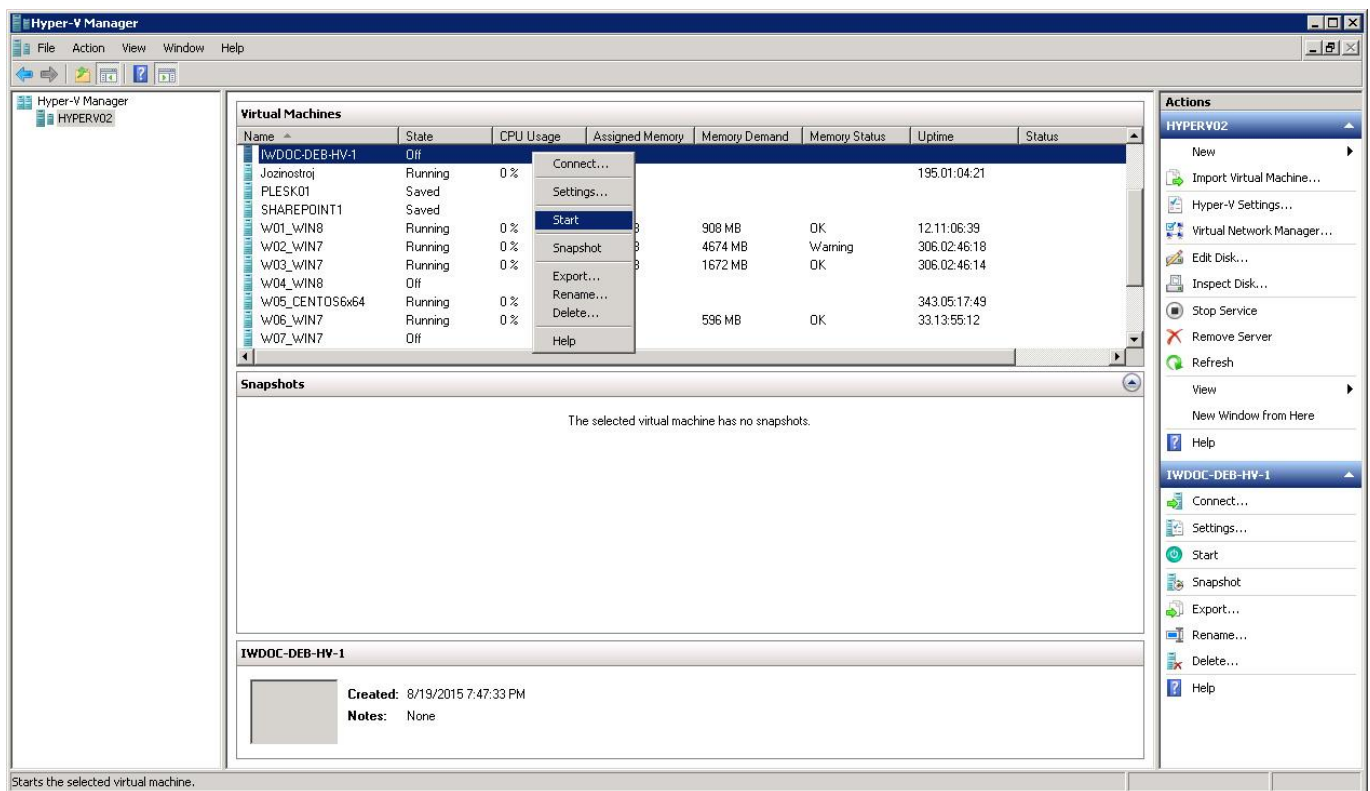 Hyper-V Manager
File Action View Window Help
Hyper-V Manager
HYPERV02
Virtual Machines
Name State CPU Usage Assigned Memory Memory Demand Memory Status Uptime Status
IWDOC-DEB-HV-1 Off
Jozinostroj Running 0 % 195.01:04:21
PLESK01 Saved
SHAREPOINT1 Saved
W01_WIN8 Running 0 % 908 MB OK 12.11:06:39
W02_WIN7 Running 0 % 4674 MB Warning 306.02:46:18
W03_WIN7 Running 0 % 1672 MB OK 306.02:46:14
W04_WIN8 Off
W05_CENTOS6x64 Running 0 % 343.05:17:49
W06_WIN7 Running 0 % 596 MB OK 33.13:55:12
W07_WIN7 Off
Connect...
Settings...
Start
Snapshot
Export...
Rename...
Delete...
Help
Snapshots
The selected virtual machine has no snapshots.
IWDOC-DEB-HV-1
Created: 8/19/2015 7:47:33 PM
Notes: None
Actions
HYPERV02
New
Import Virtual Machine...
Hyper-V Settings...
Virtual Network Manager...
Edit Disk...
Inspect Disk...
Stop Service
Remove Server
Refresh
View
New Window from Here
Help
IWDOC-DEB-HV-1
Connect...
Settings...
Start
Snapshot
Export...
Rename...
Delete...
Help
Starts the selected virtual machine.